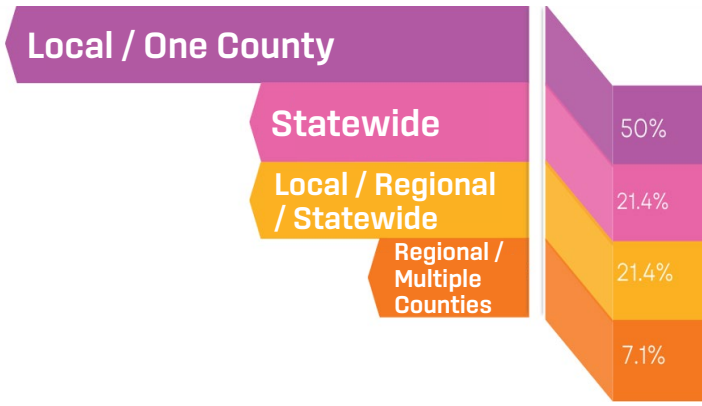 Local / One County
50%
Statewide
21.4%
Local / Regional
/ Statewide
21.4%
Regional /
Multiple
Counties
7.1%